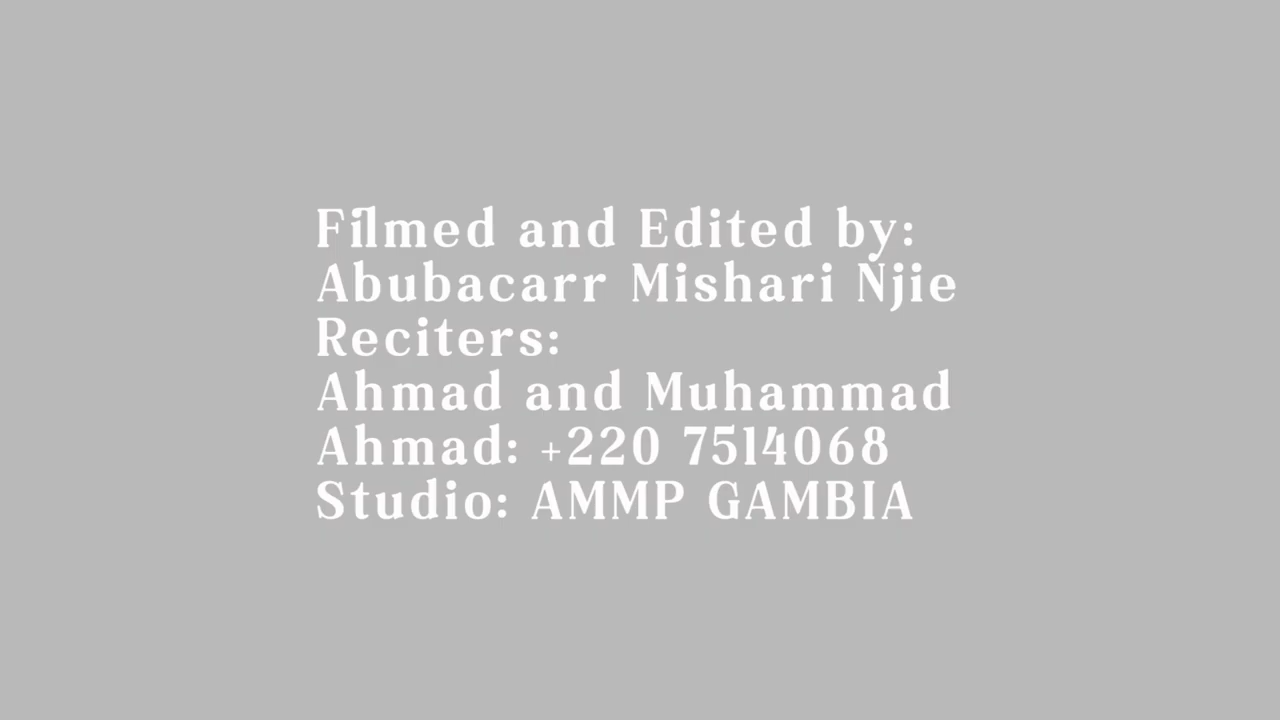 Filmed and Edited by:
Abubacarr Mishari Njie
Reciters:
Ahmad and Muhammad
Ahmad: +220 7514068
Studio: AMMP GAMBIA